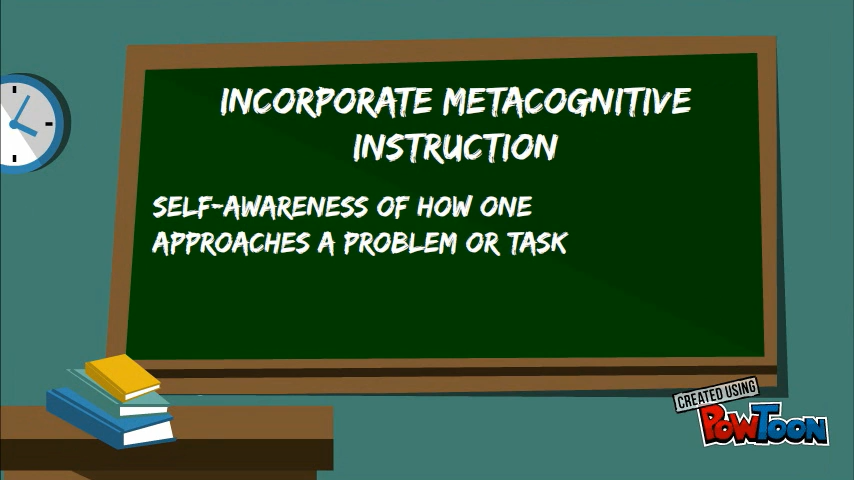 INCORPORATE METACOGNITIVE
INSTRUCTION
SELF-AWARENESS OF HOW ONE
APPROACHES A PROBLEM OR TASK
CREATED USING
POWTOON